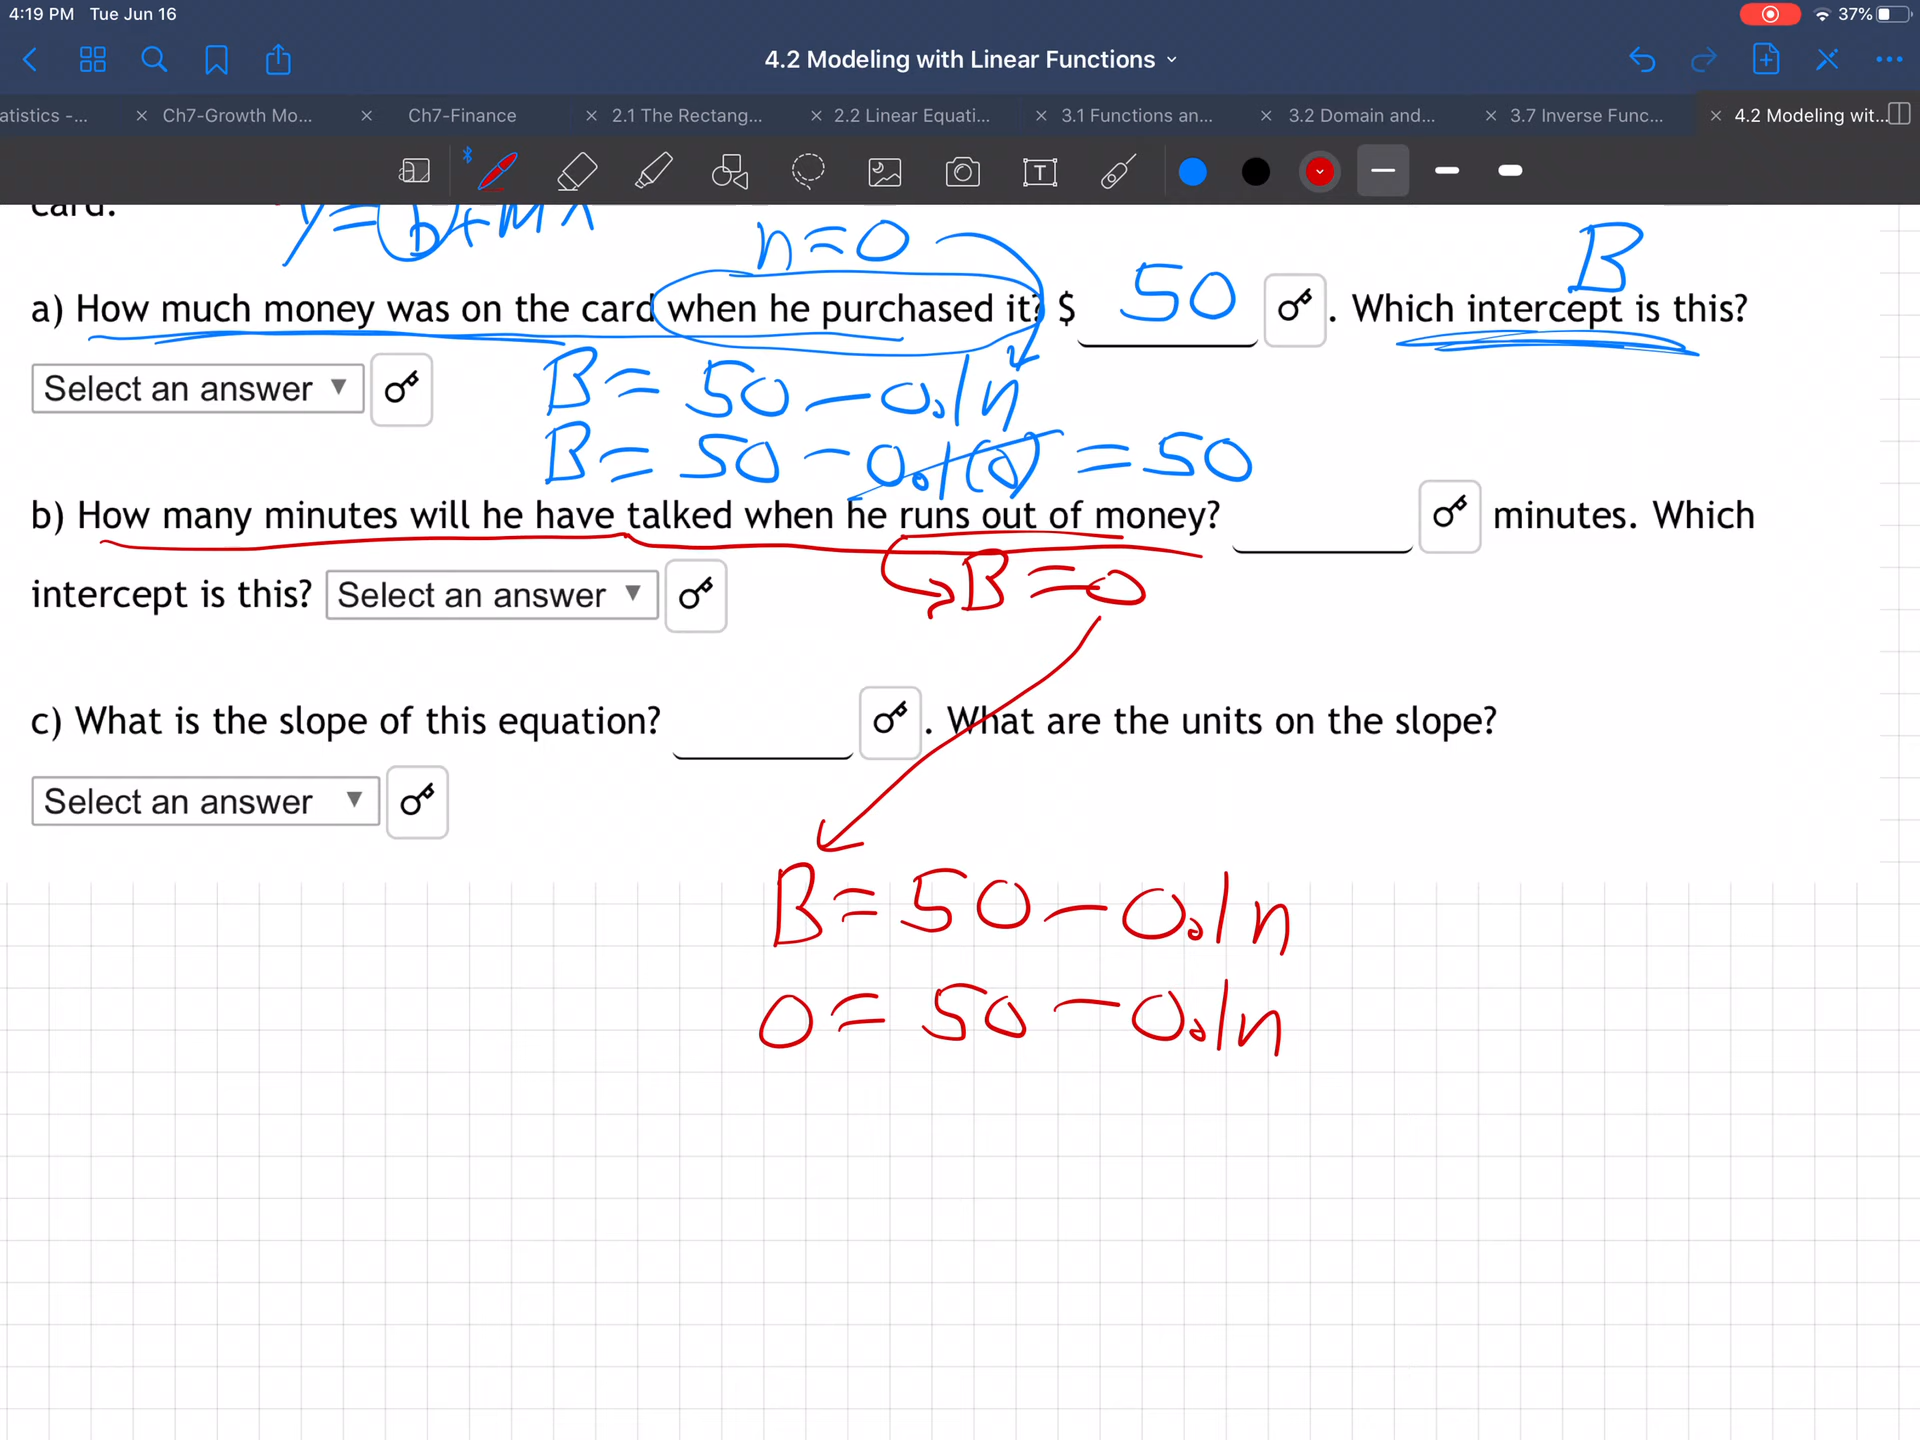 4:19 PM Tue Jun 16 37%
4.2 Modeling with Linear Functions
atistics -... × Ch7-Growth Mo... × Ch7-Finance × 2.1 The Rectang... × 2.2 Linear Equati... × 3.1 Functions an... × 3.2 Domain and... × 3.7 Inverse Func... × 4.2 Modeling wit...
T
card.
y=b+mx
n=0
B
a) How much money was on the card when he purchased it? $ 50 . Which intercept is this?
Select an answer
B= 50-0.1n
B= 50-0.1(0) =50
b) How many minutes will he have talked when he runs out of money? minutes. Which
intercept is this? Select an answer
B=0
c) What is the slope of this equation? . What are the units on the slope?
Select an answer
B=50-0.1n
0=50-0.1n